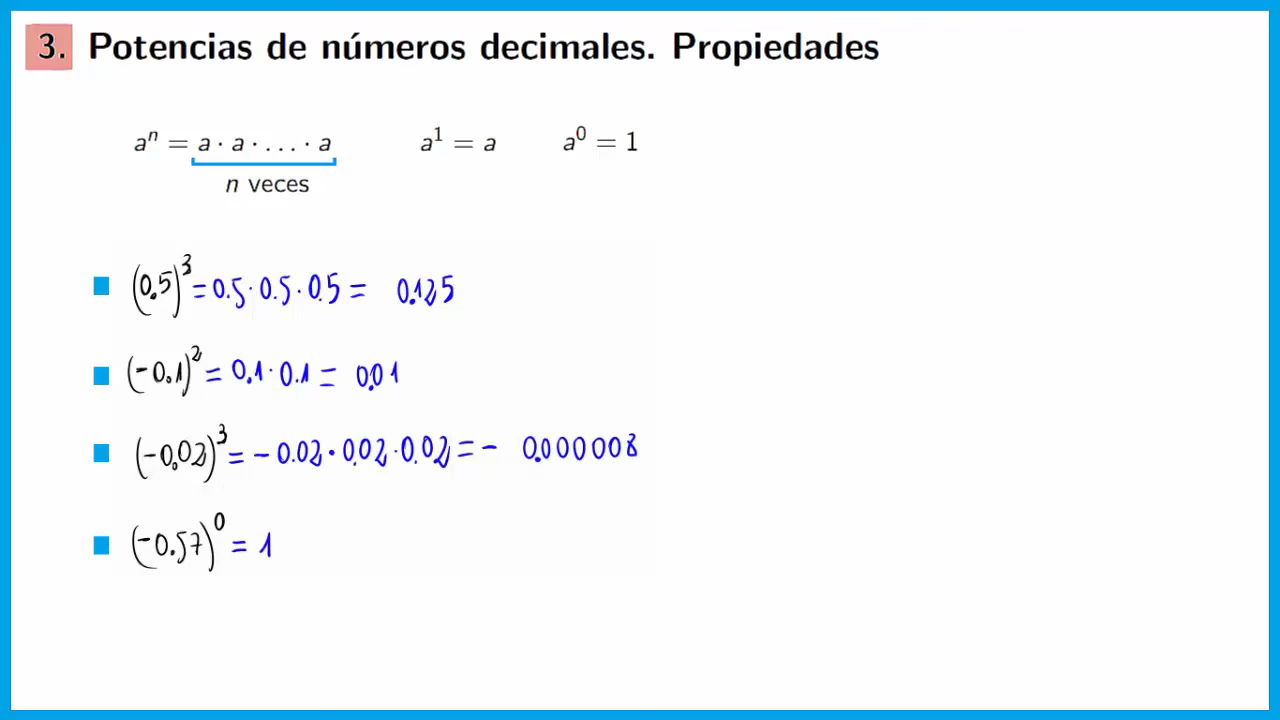 3. Potencias de números decimales. Propiedades
aⁿ = a · a · . . . · a a¹ = a a⁰ = 1
n veces
(0.5)³ = 0.5 · 0.5 · 0.5 = 0.125
(-0.1)² = 0.1 · 0.1 = 0.01
(-0.02)³ = - 0.02 · 0.02 · 0.02 = - 0.000008
(-0.57)⁰ = 1